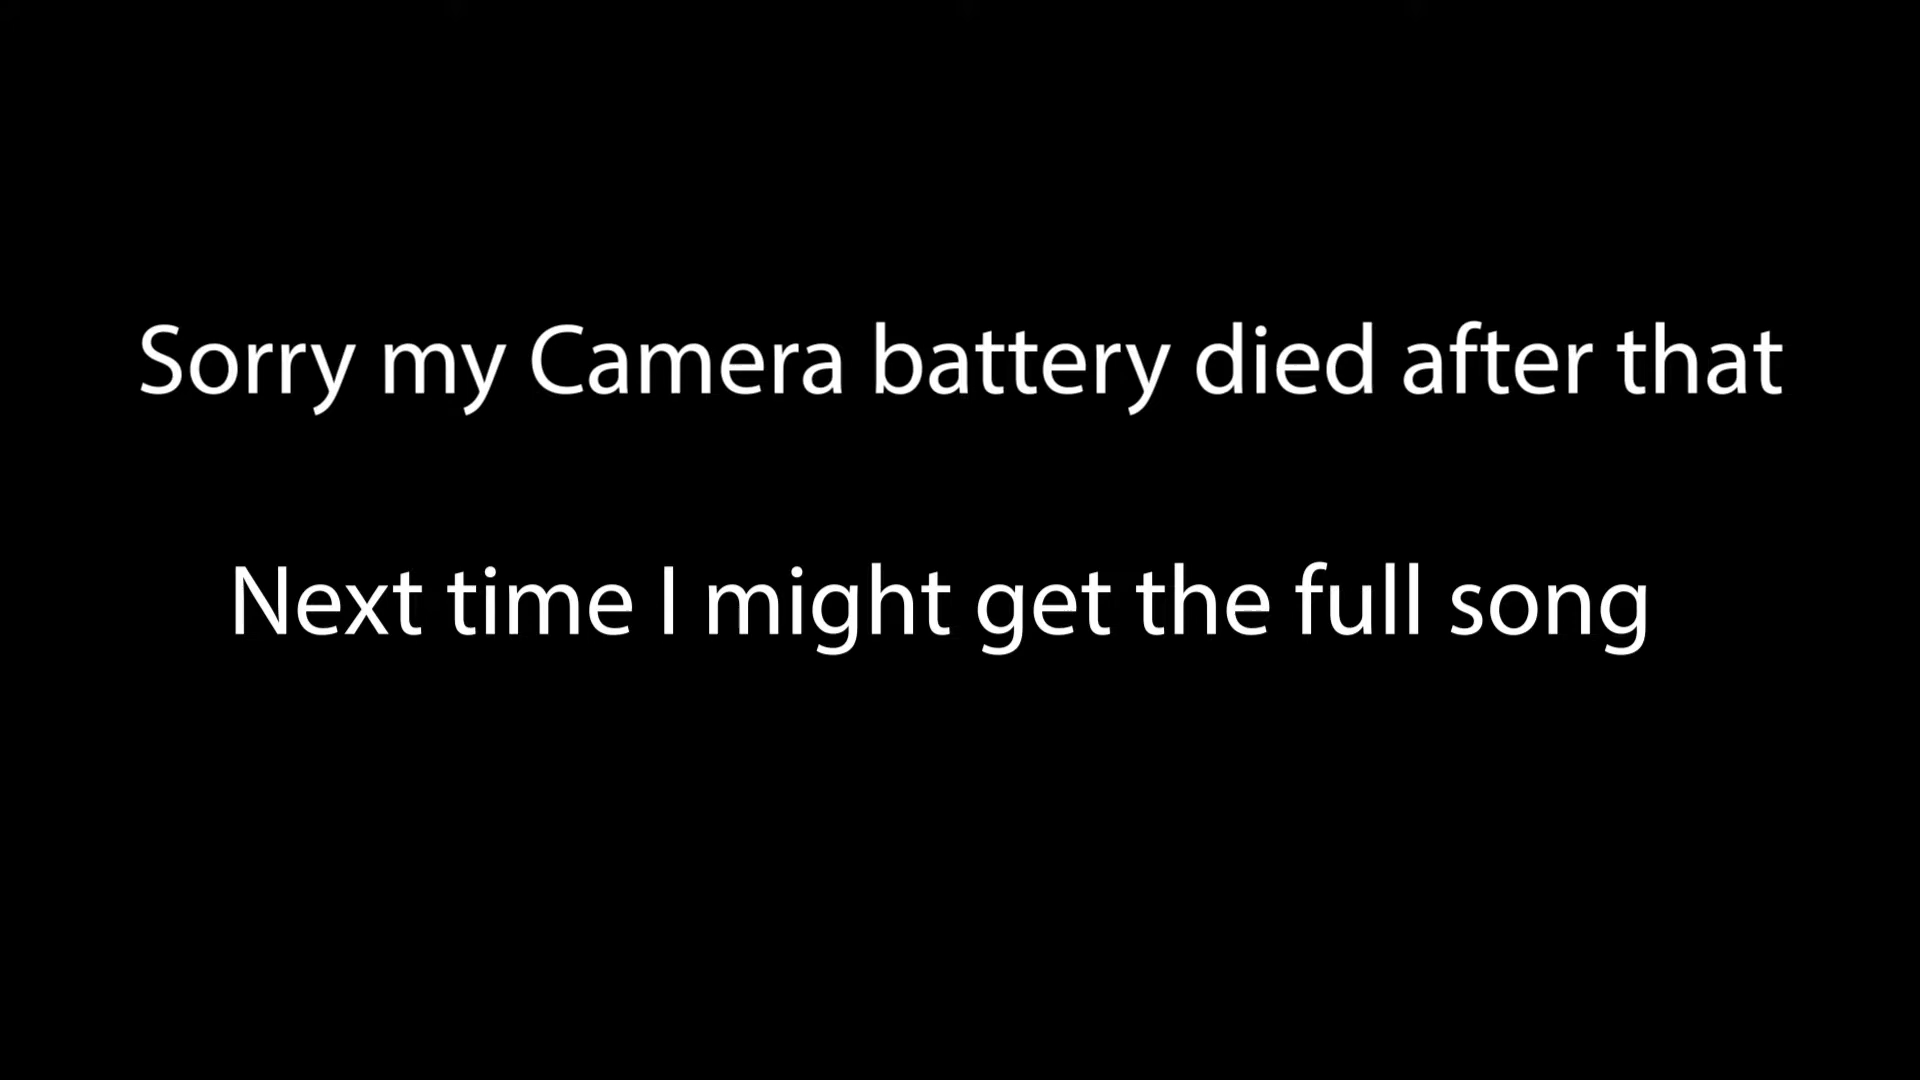 Sorry my Camera battery died after that
Next time I might get the full song